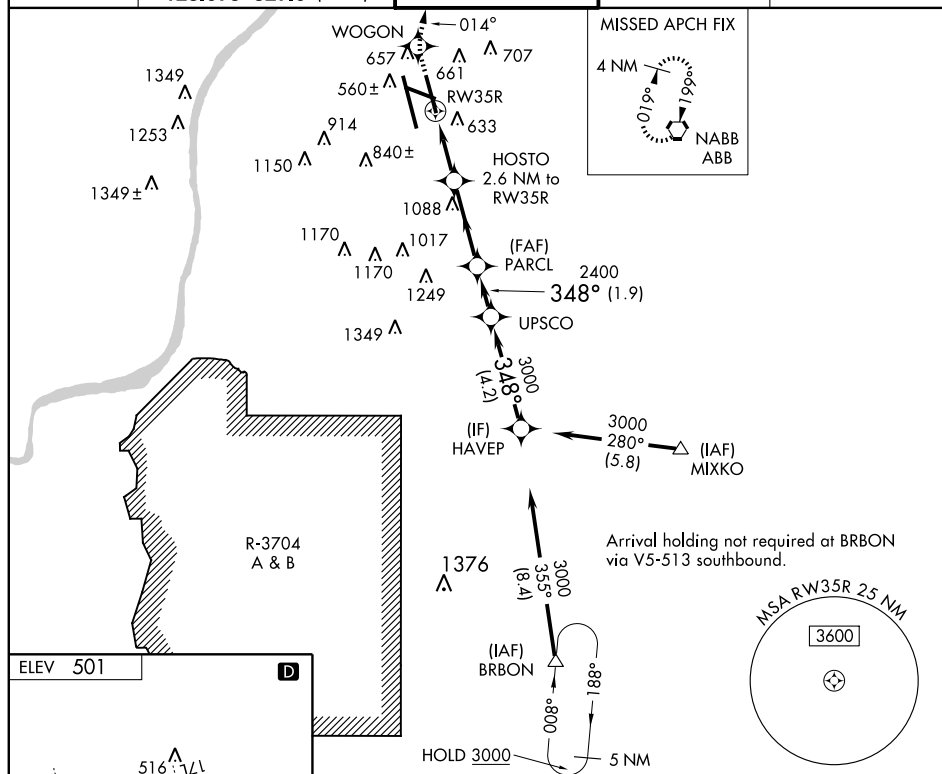 WOGON
014°
657
661
707
1349
560±
RW35R
633
1253
914
1150
840±
1349±
HOSTO
2.6 NM to
RW35R
1088
MISSED APCH FIX
4 NM
019°
199°
NABB
ABB
1170
1170
1017
1249
(FAF)
PARCL
2400
348° (1.9)
UPSCO
1349
3000
348°
(4.2)
(IF)
HAVEP
3000
280°
(5.8)
(IAF)
MIXKO
R-3704
A & B
1376
3000
355°
(8.4)
Arrival holding not required at BRBON
via V5-513 southbound.
MSA RW35R 25 NM
3600
(IAF)
BRBON
188°
008°
HOLD 3000
5 NM
ELEV 501
D
516
17L